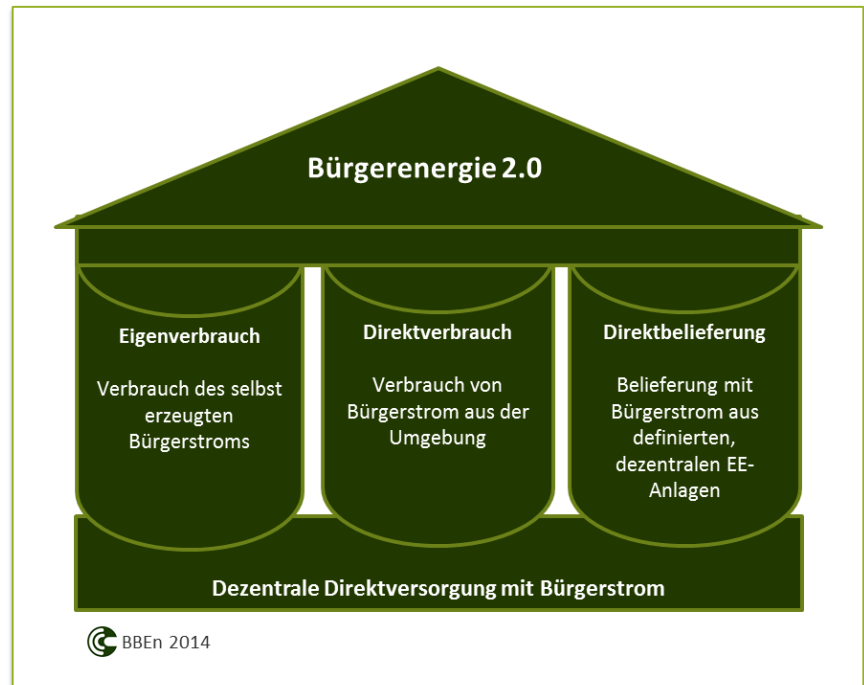 Bürgerenergie 2.0
Eigenverbrauch
Verbrauch des selbst
erzeugten
Bürgerstroms
Direktverbrauch
Verbrauch von
Bürgerstrom aus der
Umgebung
Direktbelieferung
Belieferung mit
Bürgerstrom aus
definierten,
dezentralen EE-
Anlagen
Dezentrale Direktversorgung mit Bürgerstrom
BBEn 2014